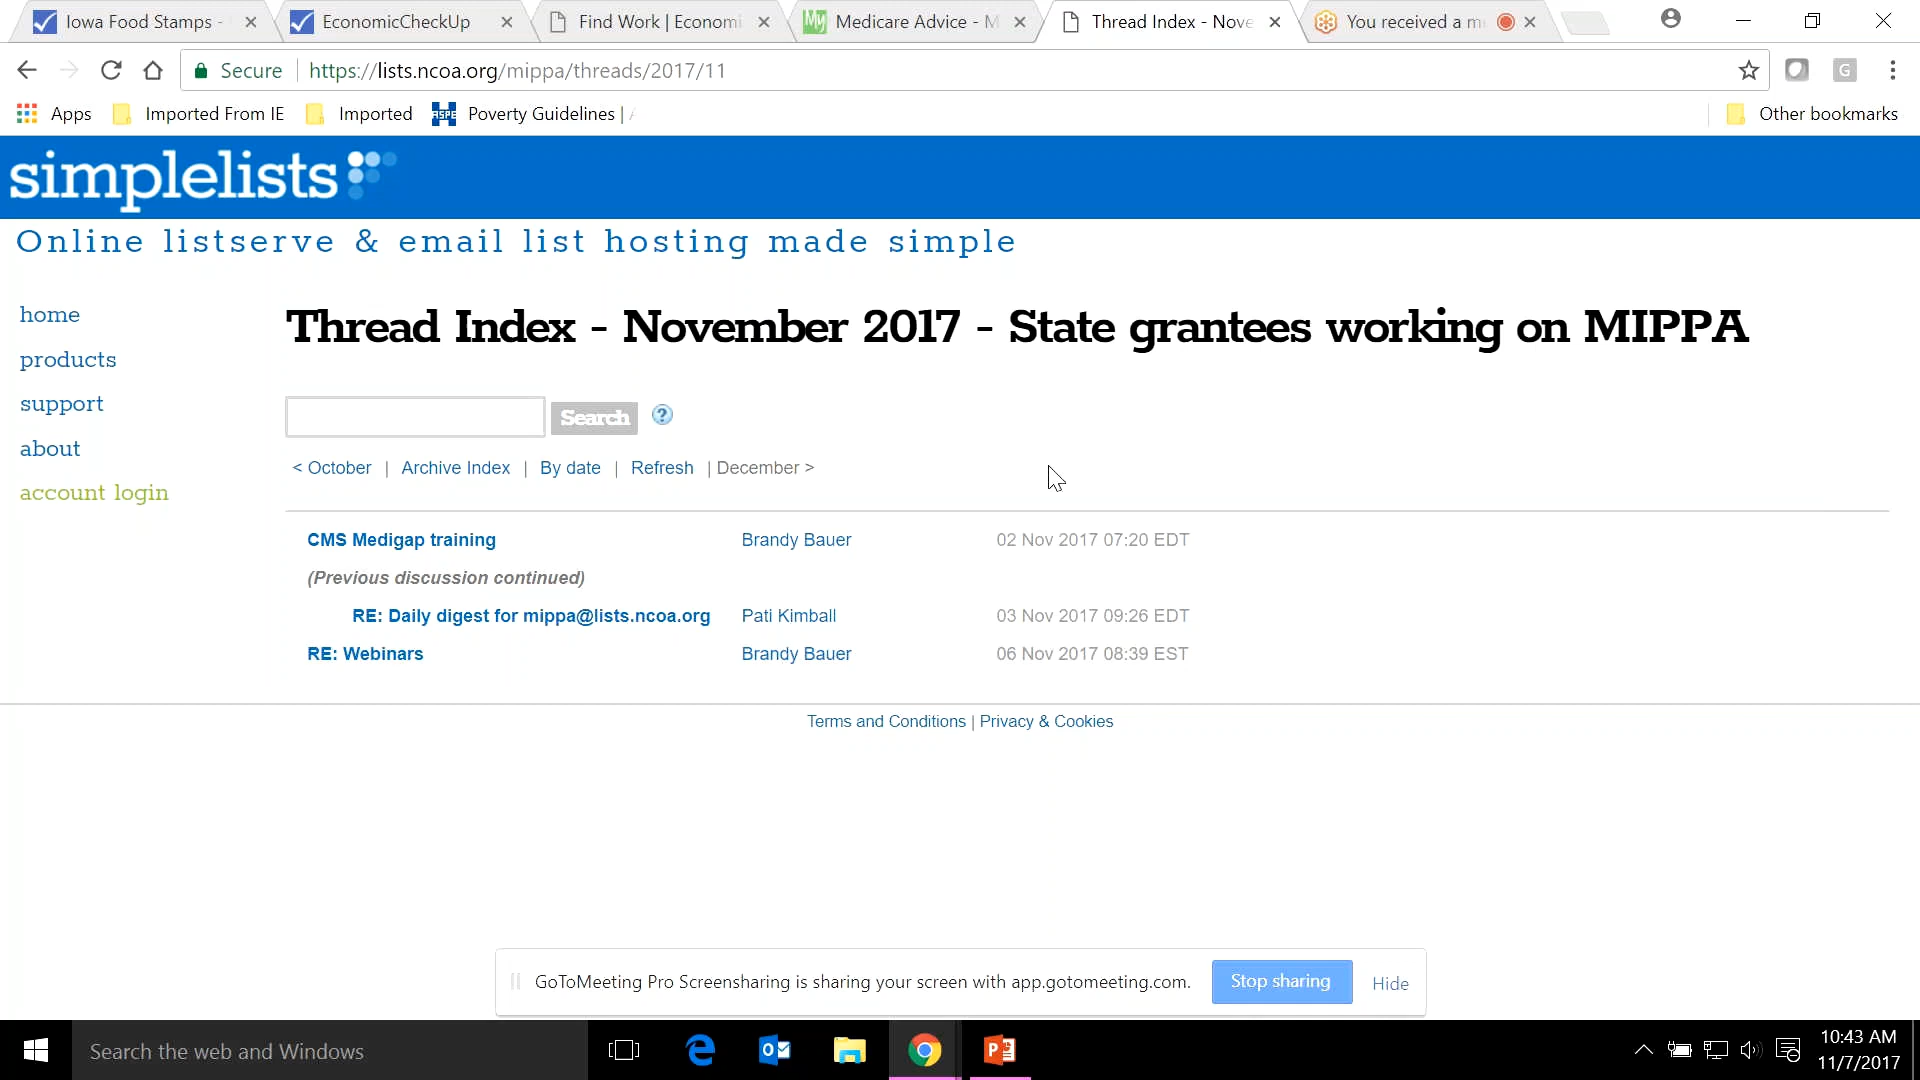 Iowa Food Stamps -
EconomicCheckUp
Find Work | Economi
Medicare Advice - M
Thread Index - Nove
You received a m
Secure
https://lists.ncoa.org/mippa/threads/2017/11
G
Apps
Imported From IE
Imported
Poverty Guidelines |
Other bookmarks
simplelists
Online listserve & email list hosting made simple
home
products
support
about
account login
Thread Index - November 2017 - State grantees working on MIPPA
Search
?
< October | Archive Index | By date | Refresh | December >
CMS Medigap training Brandy Bauer 02 Nov 2017 07:20 EDT
(Previous discussion continued)
RE: Daily digest for mippa@lists.ncoa.org Pati Kimball 03 Nov 2017 09:26 EDT
RE: Webinars Brandy Bauer 06 Nov 2017 08:39 EST
Terms and Conditions | Privacy & Cookies
GoToMeeting Pro Screensharing is sharing your screen with app.gotomeeting.com.
Stop sharing
Hide
Search the web and Windows
10:43 AM
11/7/2017